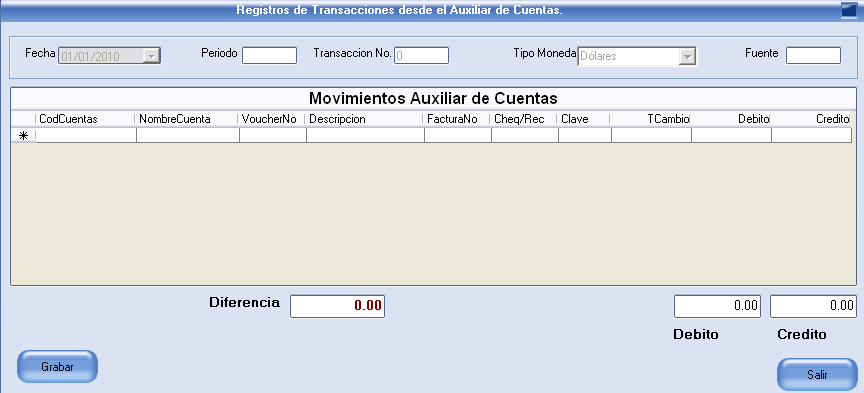 Registros de Transacciones desde el Auxiliar de Cuentas.
Fecha 01/01/2010 Periodo Transaccion No. 0 Tipo Moneda Dólares Fuente
Movimientos Auxiliar de Cuentas
CodCuentas NombreCuenta VoucherNo Descripcion FacturaNo Cheq/Rec Clave TCambio Debito Credito
Diferencia 0.00 0.00 0.00
Debito Credito
Grabar
Salir